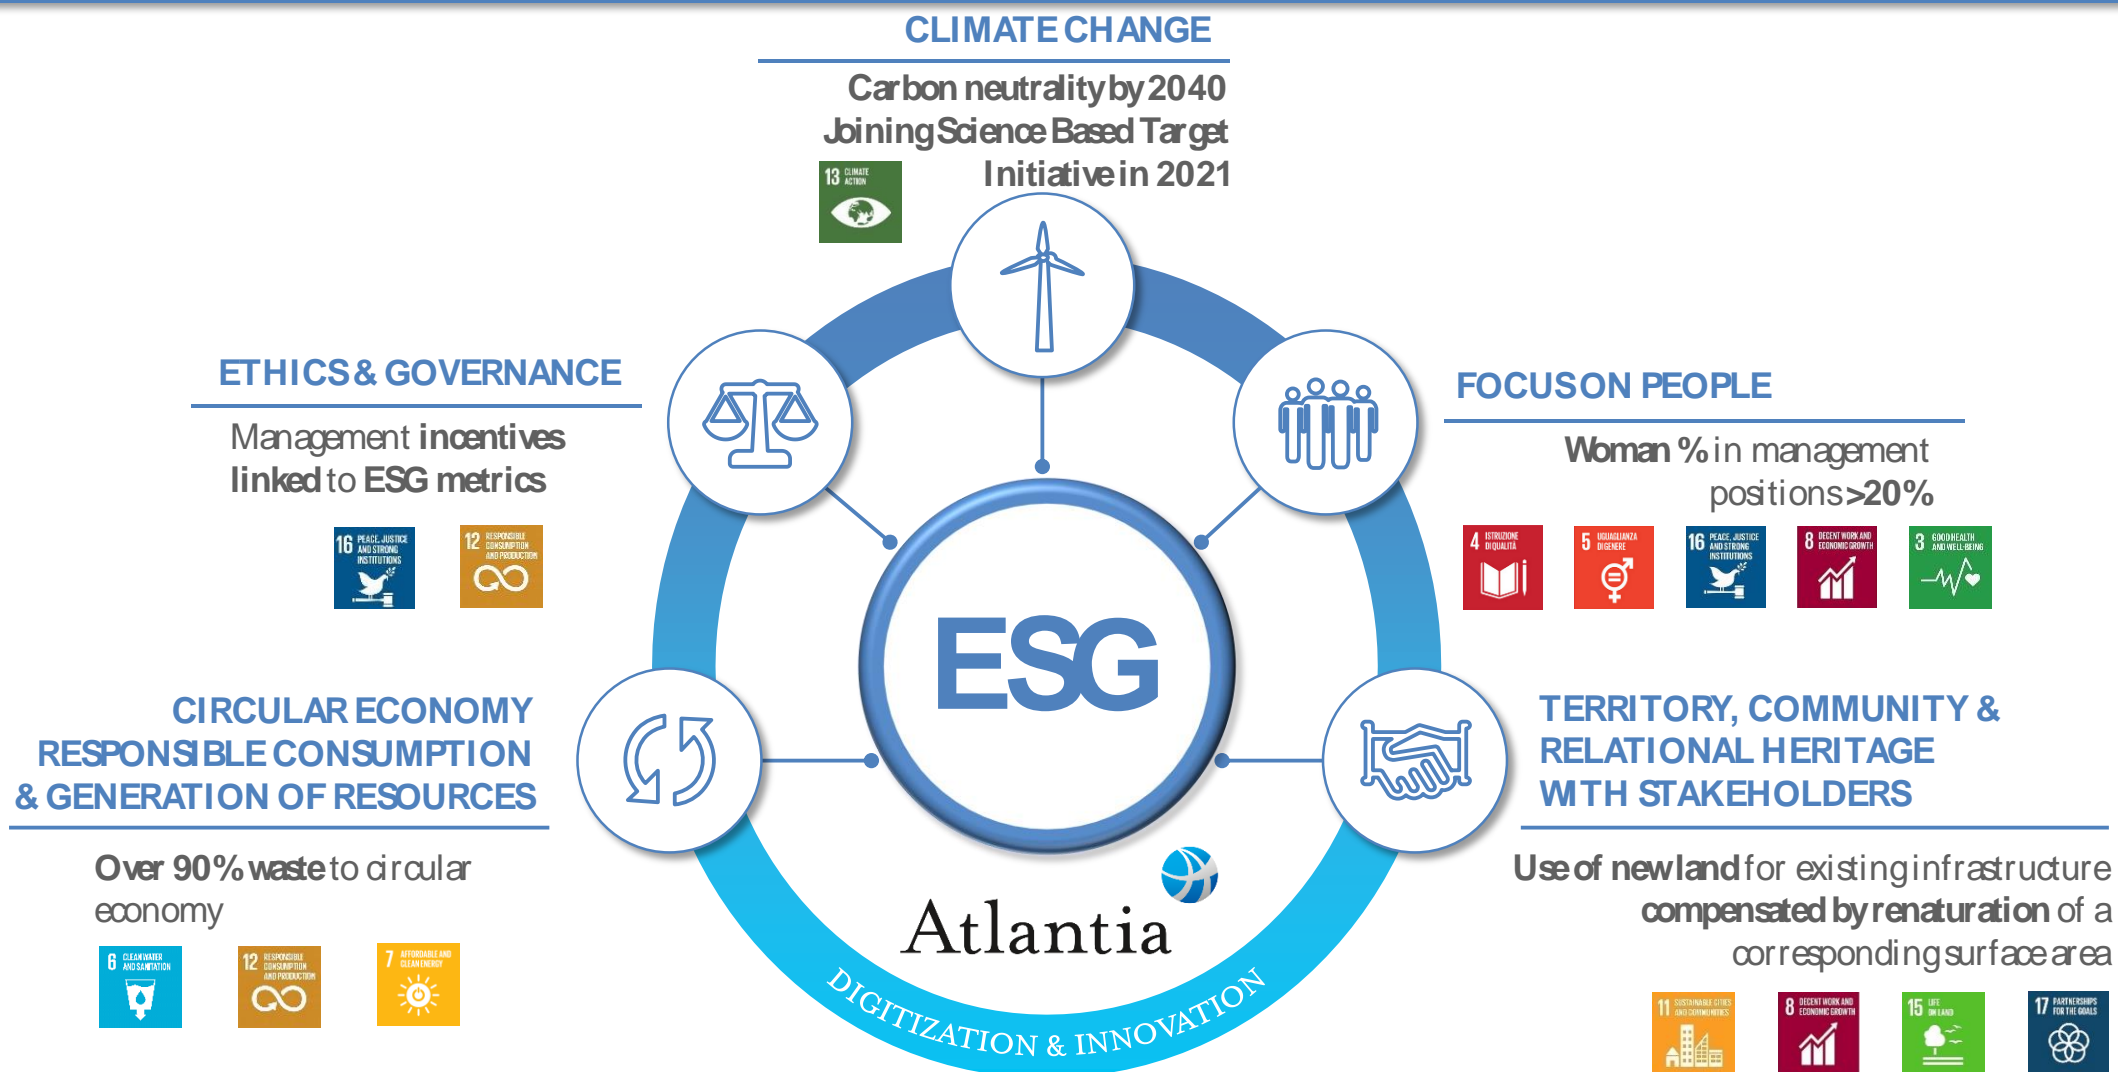 CLIMATE CHANGE
Carbon neutrality by 2040
Joining Science Based Target
Initiative in 2021
13 CLIMATE
ACTION
ETHICS & GOVERNANCE
Management incentives
linked to ESG metrics
16 PEACE, JUSTICE
AND STRONG
INSTITUTIONS
12 RESPONSIBLE
CONSUMPTION
AND PRODUCTION
FOCUS ON PEOPLE
Woman % in management
positions >20%
4 ISTRUZIONE
DI QUALITÀ
5 UGUAGLIANZA
DI GENERE
16 PEACE, JUSTICE
AND STRONG
INSTITUTIONS
8 DECENT WORK AND
ECONOMIC GROWTH
3 GOOD HEALTH
AND WELL-BEING
ESG
CIRCULAR ECONOMY
RESPONSIBLE CONSUMPTION
& GENERATION OF RESOURCES
Over 90% waste to circular
economy
6 CLEAN WATER
AND SANITATION
12 RESPONSIBLE
CONSUMPTION
AND PRODUCTION
7 AFFORDABLE AND
CLEAN ENERGY
TERRITORY, COMMUNITY &
RELATIONAL HERITAGE
WITH STAKEHOLDERS
Use of new land for existing infrastructure
compensated by renaturation of a
corresponding surface area
11 SUSTAINABLE CITIES
AND COMMUNITIES
8 DECENT WORK AND
ECONOMIC GROWTH
15 LIFE
ON LAND
17 PARTNERSHIPS
FOR THE GOALS
Atlantia
DIGITIZATION & INNOVATION